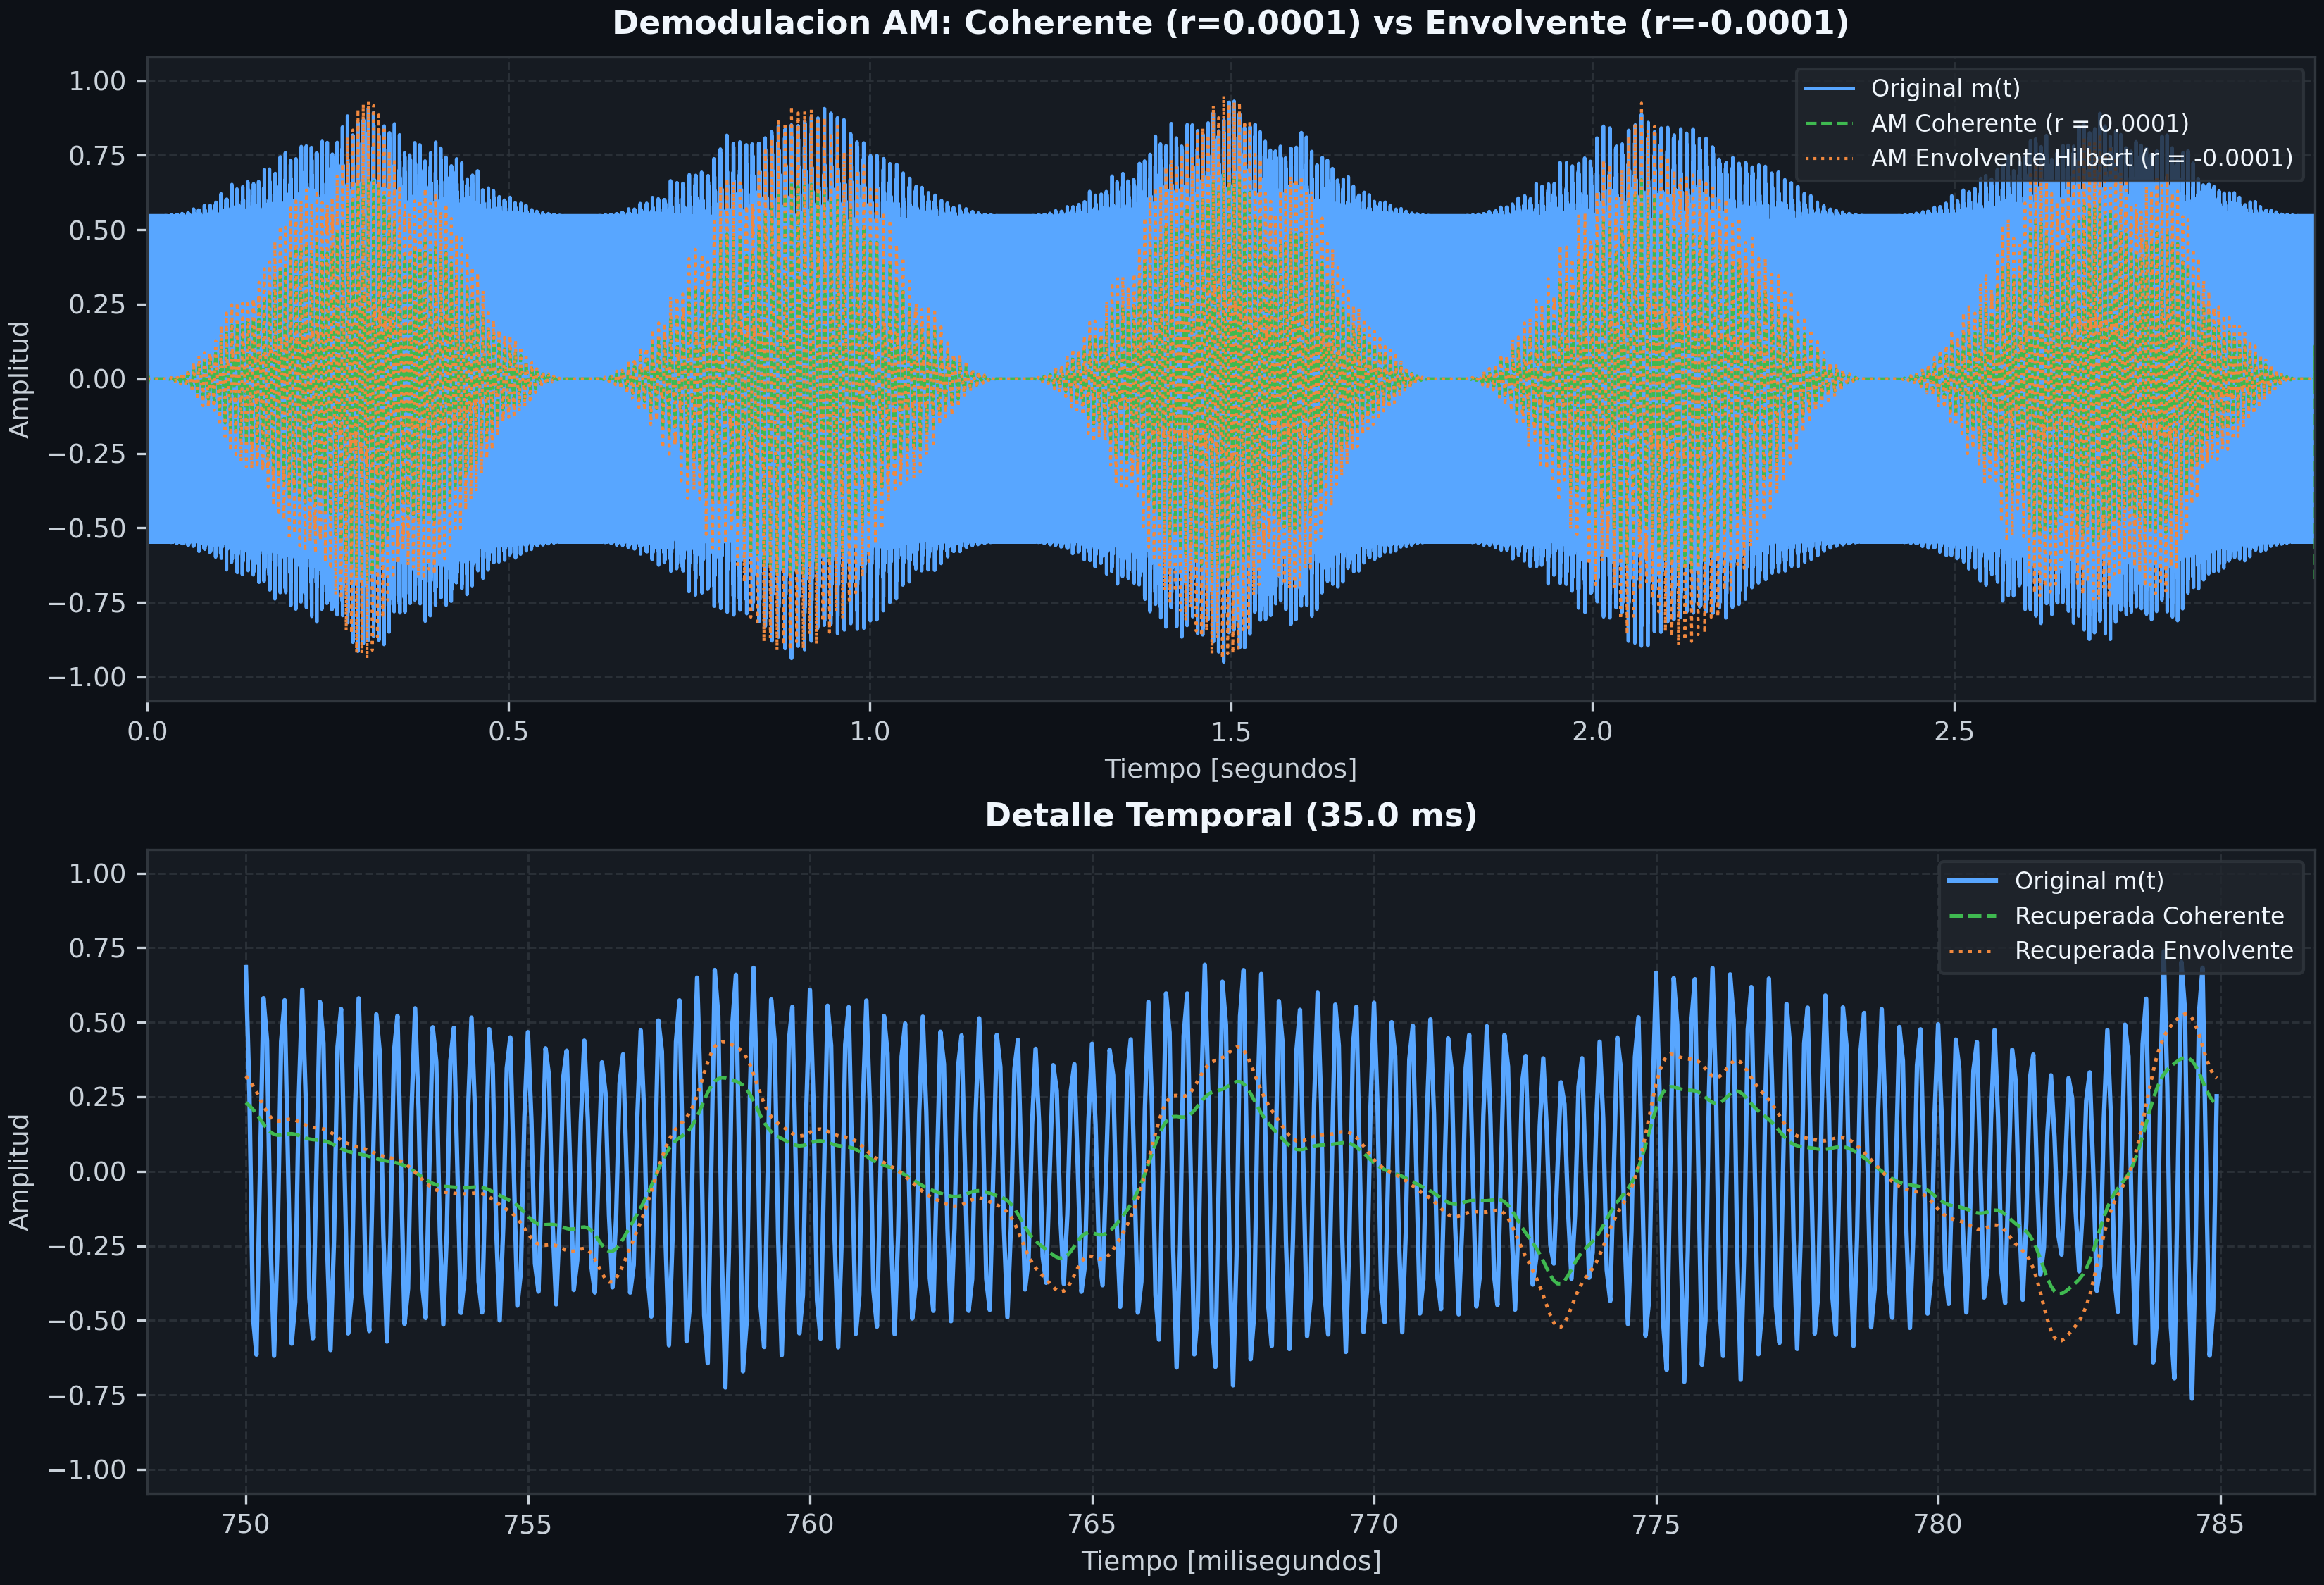 Demodulacion AM: Coherente (r=0.0001) vs Envolvente (r=-0.0001)
1.00
0.75
0.50
0.25
0.00
−0.25
−0.50
−0.75
−1.00
Amplitud
Original m(t)
AM Coherente (r = 0.0001)
AM Envolvente Hilbert (r = -0.0001)
0.0 0.5 1.0 1.5 2.0 2.5
Tiempo [segundos]
Detalle Temporal (35.0 ms)
1.00
0.75
0.50
0.25
0.00
−0.25
−0.50
−0.75
−1.00
Amplitud
Original m(t)
Recuperada Coherente
Recuperada Envolvente
750 755 760 765 770 775 780 785
Tiempo [milisegundos]